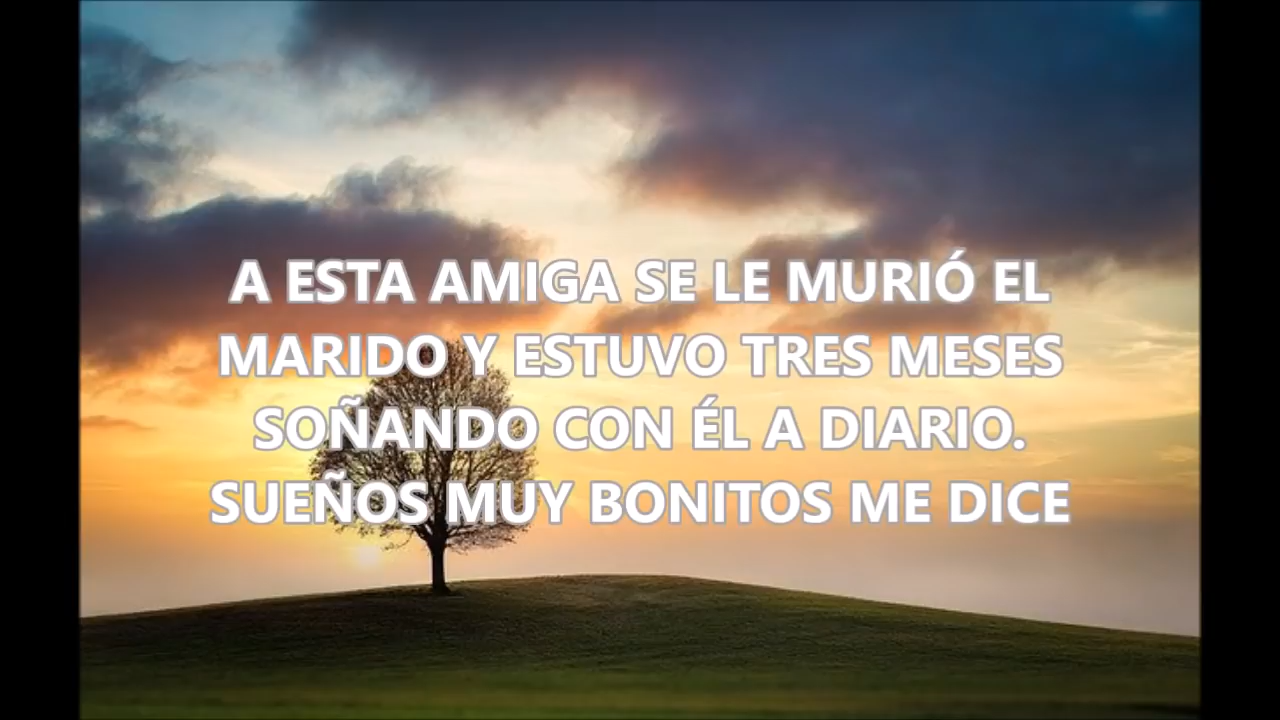 A ESTA AMIGA SE LE MURIÓ EL
MARIDO Y ESTUVO TRES MESES
SOÑANDO CON ÉL A DIARIO.
SUEÑOS MUY BONITOS ME DICE